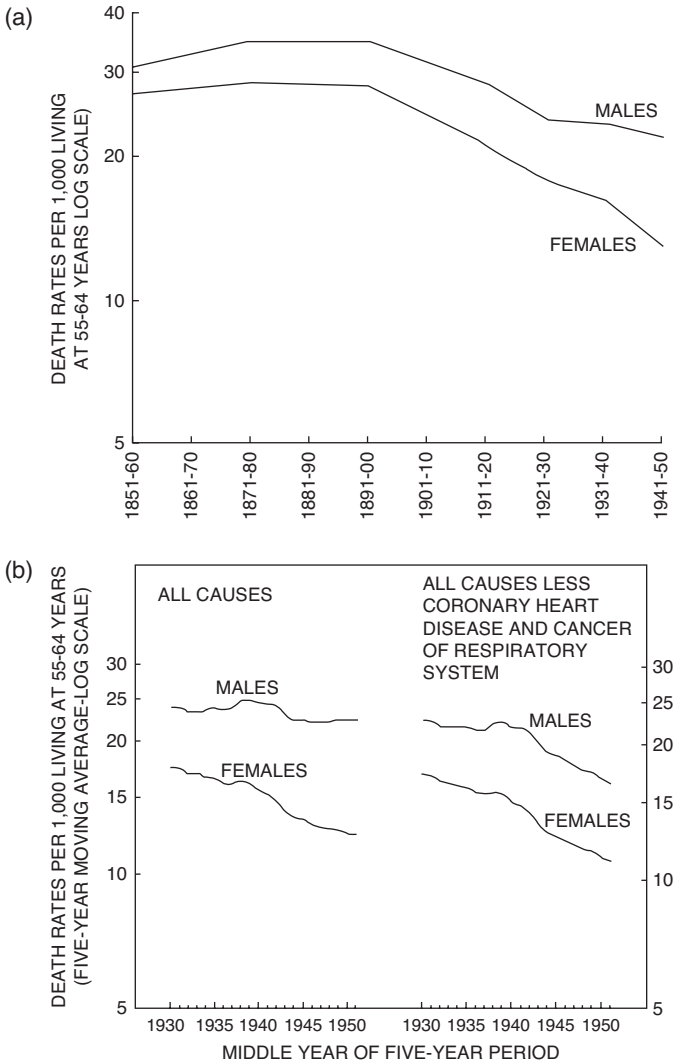 (a)
DEATH RATES PER 1,000 LIVING
AT 55-64 YEARS LOG SCALE)
40
30
20
10
5
MALES
FEMALES
1851-60
1861-70
1871-80
1881-90
1891-00
1901-10
1911-20
1921-30
1931-40
1941-50
(b)
DEATH RATES PER 1,000 LIVING AT 55-64 YEARS
(FIVE-YEAR MOVING AVERAGE-LOG SCALE)
ALL CAUSES
30
25
20
15
10
5
MALES
FEMALES
ALL CAUSES LESS
CORONARY HEART
DISEASE AND CANCER
OF RESPIRATORY
SYSTEM
MALES
FEMALES
30
25
20
15
10
5
1930 1935 1940 1945 1950 1930 1935 1940 1945 1950
MIDDLE YEAR OF FIVE-YEAR PERIOD